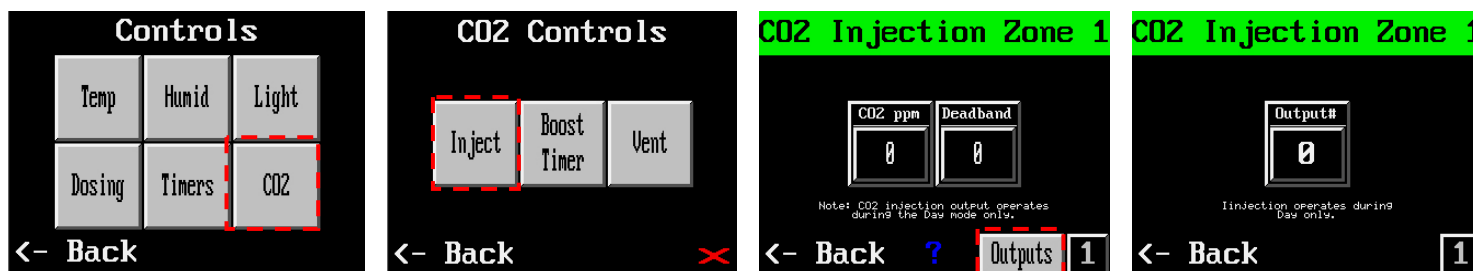 Controls
Temp
Humid
Light
Dosing
Timers
CO2
<- Back
CO2 Controls
Inject
Boost
Timer
Vent
<- Back
CO2 Injection Zone 1
CO2 ppm
Deadband
0
0
Note: CO2 injection output operates
during the Day mode only.
<- Back
?
Outputs
1
CO2 Injection Zone 1
Output#
0
Iinjection operates during
Day only.
<- Back
1